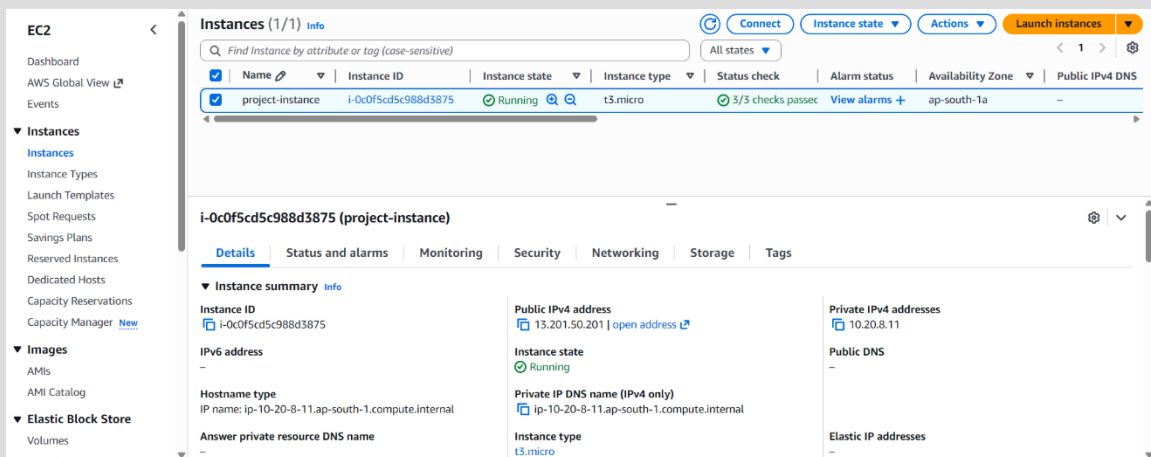 EC2
Dashboard
AWS Global View
Events
Instances
Instances
Instance Types
Launch Templates
Spot Requests
Savings Plans
Reserved Instances
Dedicated Hosts
Capacity Reservations
Capacity Manager New
Images
AMIs
AMI Catalog
Elastic Block Store
Volumes
Instances (1/1) Info
Connect
Instance state
Actions
Launch instances
Find Instance by attribute or tag (case-sensitive)
All states
1
Name Instance ID Instance state Instance type Status check Alarm status Availability Zone Public IPv4 DNS
project-instance i-0c0f5cd5c988d3875 Running t3.micro 3/3 checks passec View alarms + ap-south-1a –
i-0c0f5cd5c988d3875 (project-instance)
Details Status and alarms Monitoring Security Networking Storage Tags
Instance summary Info
Instance ID
i-0c0f5cd5c988d3875
Public IPv4 address
13.201.50.201 | open address
Private IPv4 addresses
10.20.8.11
IPv6 address
–
Instance state
Running
Public DNS
–
Hostname type
IP name: ip-10-20-8-11.ap-south-1.compute.internal
Private IP DNS name (IPv4 only)
ip-10-20-8-11.ap-south-1.compute.internal
Answer private resource DNS name
–
Instance type
t3.micro
Elastic IP addresses
–